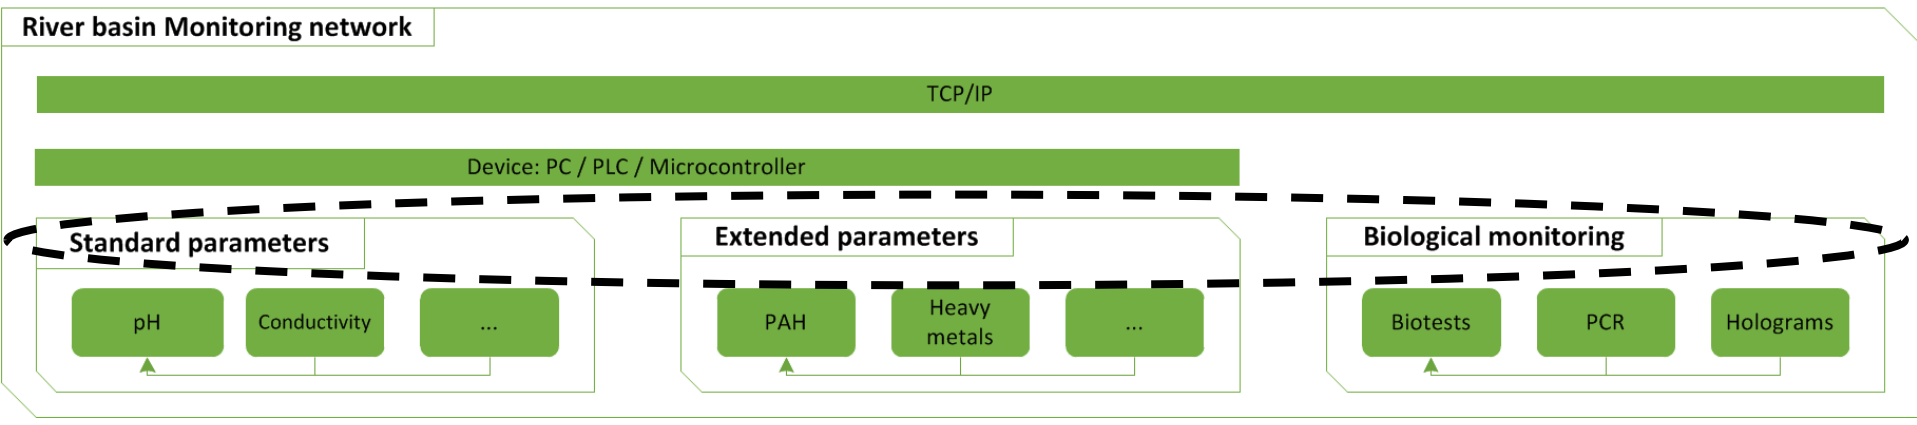 River basin Monitoring network
TCP/IP
Device: PC / PLC / Microcontroller
Standard parameters
Extended parameters
Biological monitoring
pH
Conductivity
...
PAH
Heavy
metals
...
Biotests
PCR
Holograms